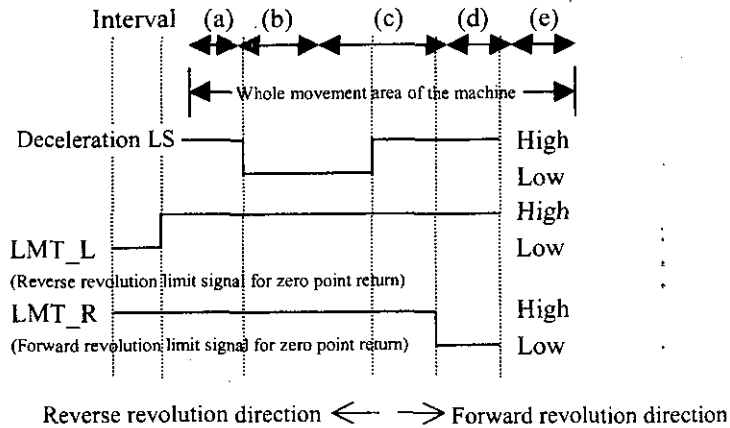 Interval (a) (b) (c) (d) (e)
Whole movement area of the machine
Deceleration LS High
Low
High
LMT_L Low
(Reverse revolution limit signal for zero point return)
LMT_R High
(Forward revolution limit signal for zero point return) Low
Reverse revolution direction Forward revolution direction